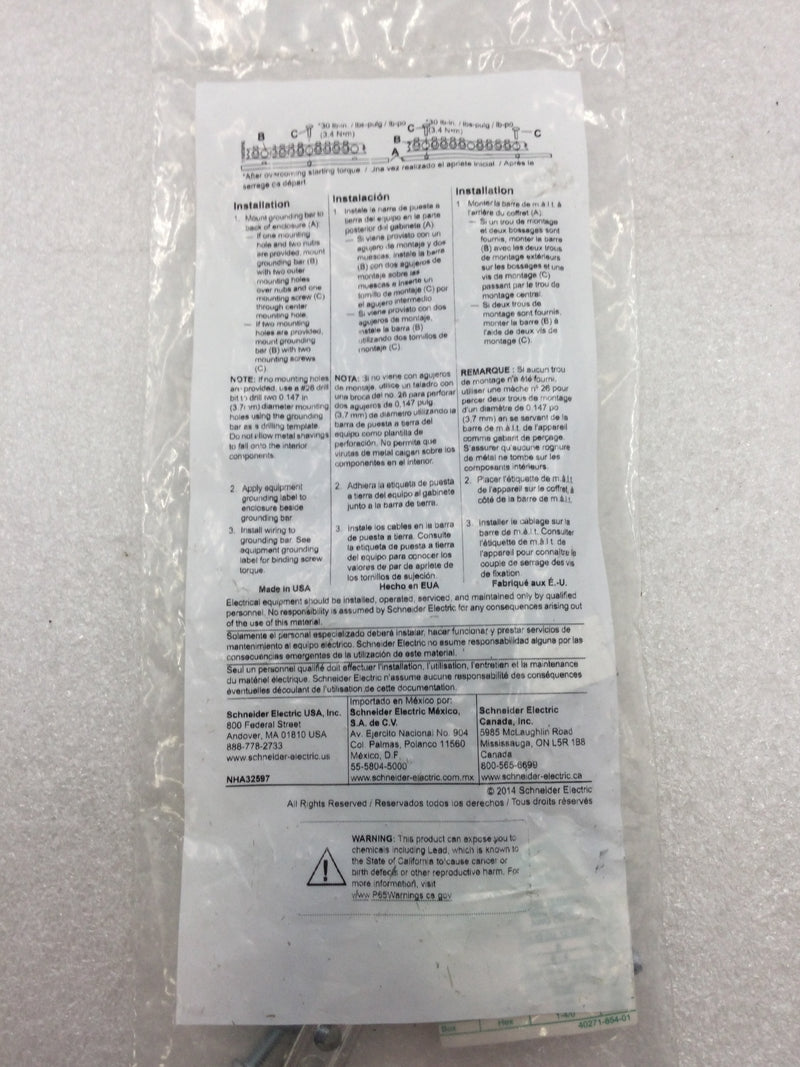 B C *30 lb-in. / lbs-pulg / lb-po
(3.4 N•m)
C *30 lb-in. / lbs-pulg / lb-po
(3.4 N•m) C
B
A
*After overcoming starting torque / Una vez realizado el apriete inicial / Après le
serrage de départ
Installation
1. Mount grounding bar to
back of enclosure (A).
— If one mounting
hole and two nubs
are provided, mount
grounding bar (B)
with two outer
mounting holes
over nubs and one
mounting screw (C)
through center
mounting hole.
— If two mounting
holes are provided,
mount grounding
bar (B) with two
mounting screws
(C).
NOTE: If no mounting holes
are provided, use a #26 drill
bit to drill two 0.147 in
(3.7 mm) diameter mounting
holes using the grounding
bar as a drilling template.
Do not allow metal shavings
to fall onto the interior
components.
2. Apply equipment
grounding label to
enclosure beside
grounding bar.
3. Install wiring to
grounding bar. See
equipment grounding
label for binding screw
torque.
Made in USA
Instalación
1. Instale la barra de puesta a
tierra del equipo en la parte
posterior del gabinete (A).
— Si viene provisto con un
agujero de montaje y dos
muescas, instale la barra
(B) con dos agujeros de
montaje sobre las
muescas e inserte un
tornillo de montaje (C) por
el agujero intermedio
— Si viene provisto con dos
agujeros de montaje,
instale la barra (B)
utilizando dos tornillos de
montaje (C).
NOTA: Si no viene con agujeros
de montaje, utilice un taladro con
una broca del no. 26 para perforar
dos agujeros de 0,147 pulg
(3,7 mm) de diámetro utilizando la
barra de puesta a tierra del
equipo como plantilla de
perforación. No permita que
virutas de metal caigan sobre los
componentes en el interior.
2. Adhiera la etiqueta de puesta
a tierra del equipo al gabinete
junto a la barra de tierra.
3. Instale los cables en la barra
de puesta a tierra. Consulte
la etiqueta de puesta a tierra
del equipo para conocer los
valores de par de apriete de
los tornillos de sujeción.
Hecho en EUA
Installation
1 Monter la barre de m.à.l.t. à
l'arrière du coffret (A).
— Si un trou de montage
et deux bossages sont
fournis, monter la barre
(B) avec les deux trous
de montage extérieurs
sur les bossages et une
vis de montage (C)
passant par le trou de
montage central.
— Si deux trous de
montage sont fournis,
monter la barre (B) à
l'aide de deux vis de
montage (C).
REMARQUE : Si aucun trou
de montage n'a été fourni,
utiliser une mèche n° 26 pour
percer deux trous de montage
d'un diamètre de 0,147 po
(3,7 mm) en se servant de la
barre de m.à.l.t. de l'appareil
comme gabarit de perçage.
S'assurer qu'aucune rognure
de métal ne tombe sur les
composants intérieurs.
2. Placer l'étiquette de m.à.l.t.
de l'appareil sur le coffret, à
côté de la barre de m.à.l.t.
3. Installer le câblage sur la
barre de m.à.l.t. Consulter
l'étiquette de m.à.l.t. de
l'appareil pour connaître le
couple de serrage des vis
de fixation.
Fabriqué aux É.-U.
Electrical equipment should be installed, operated, serviced, and maintained only by qualified
personnel. No responsibility is assumed by Schneider Electric for any consequences arising out
of the use of this material.
Solamente el personal especializado deberá instalar, hacer funcionar y prestar servicios de
mantenimiento al equipo eléctrico. Schneider Electric no asume responsabilidad alguna por las
consecuencias emergentes de la utilización de este material.
Seul un personnel qualifié doit effectuer l'installation, l'utilisation, l'entretien et la maintenance
du matériel électrique. Schneider Electric n'assume aucune responsabilité des conséquences
éventuelles découlant de l'utilisation de cette documentation.
Schneider Electric USA, Inc.
800 Federal Street
Andover, MA 01810 USA
888-778-2733
www.schneider-electric.us
NHA32597
Importado en México por:
Schneider Electric México,
S.A. de C.V.
Av. Ejercito Nacional No. 904
Col. Palmas, Polanco 11560
México, D.F.
55-5804-5000
www.schneider-electric.com.mx
Schneider Electric
Canada, Inc.
5985 McLaughlin Road
Mississauga, ON L5R 1B8
Canada
800-565-6699
www.schneider-electric.ca
© 2014 Schneider Electric
All Rights Reserved / Reservados todos los derechos / Tous droits réservés
WARNING: This product can expose you to
chemicals including Lead, which is known to
the State of California to cause cancer or
birth defects or other reproductive harm. For
more information, visit
www.P65Warnings.ca.gov
Box Hex 1-4/0
40271-854-01